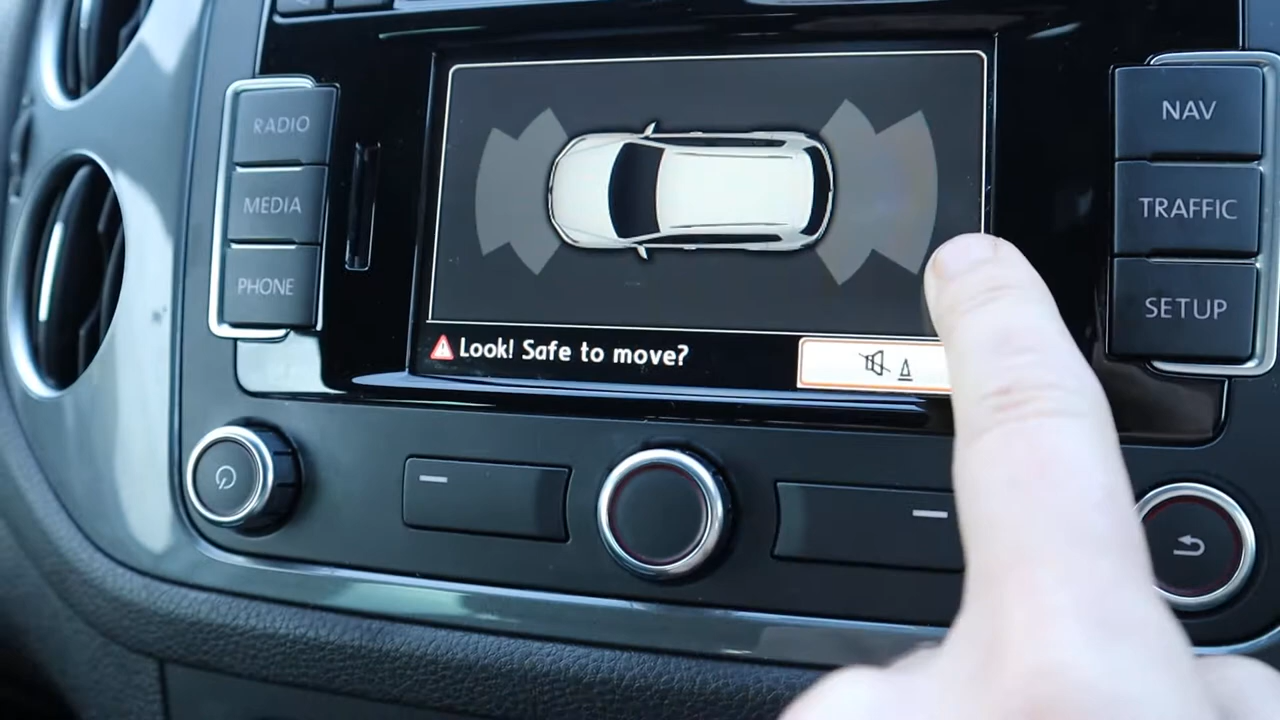 RADIO
MEDIA
PHONE
NAV
TRAFFIC
SETUP
Look! Safe to move?